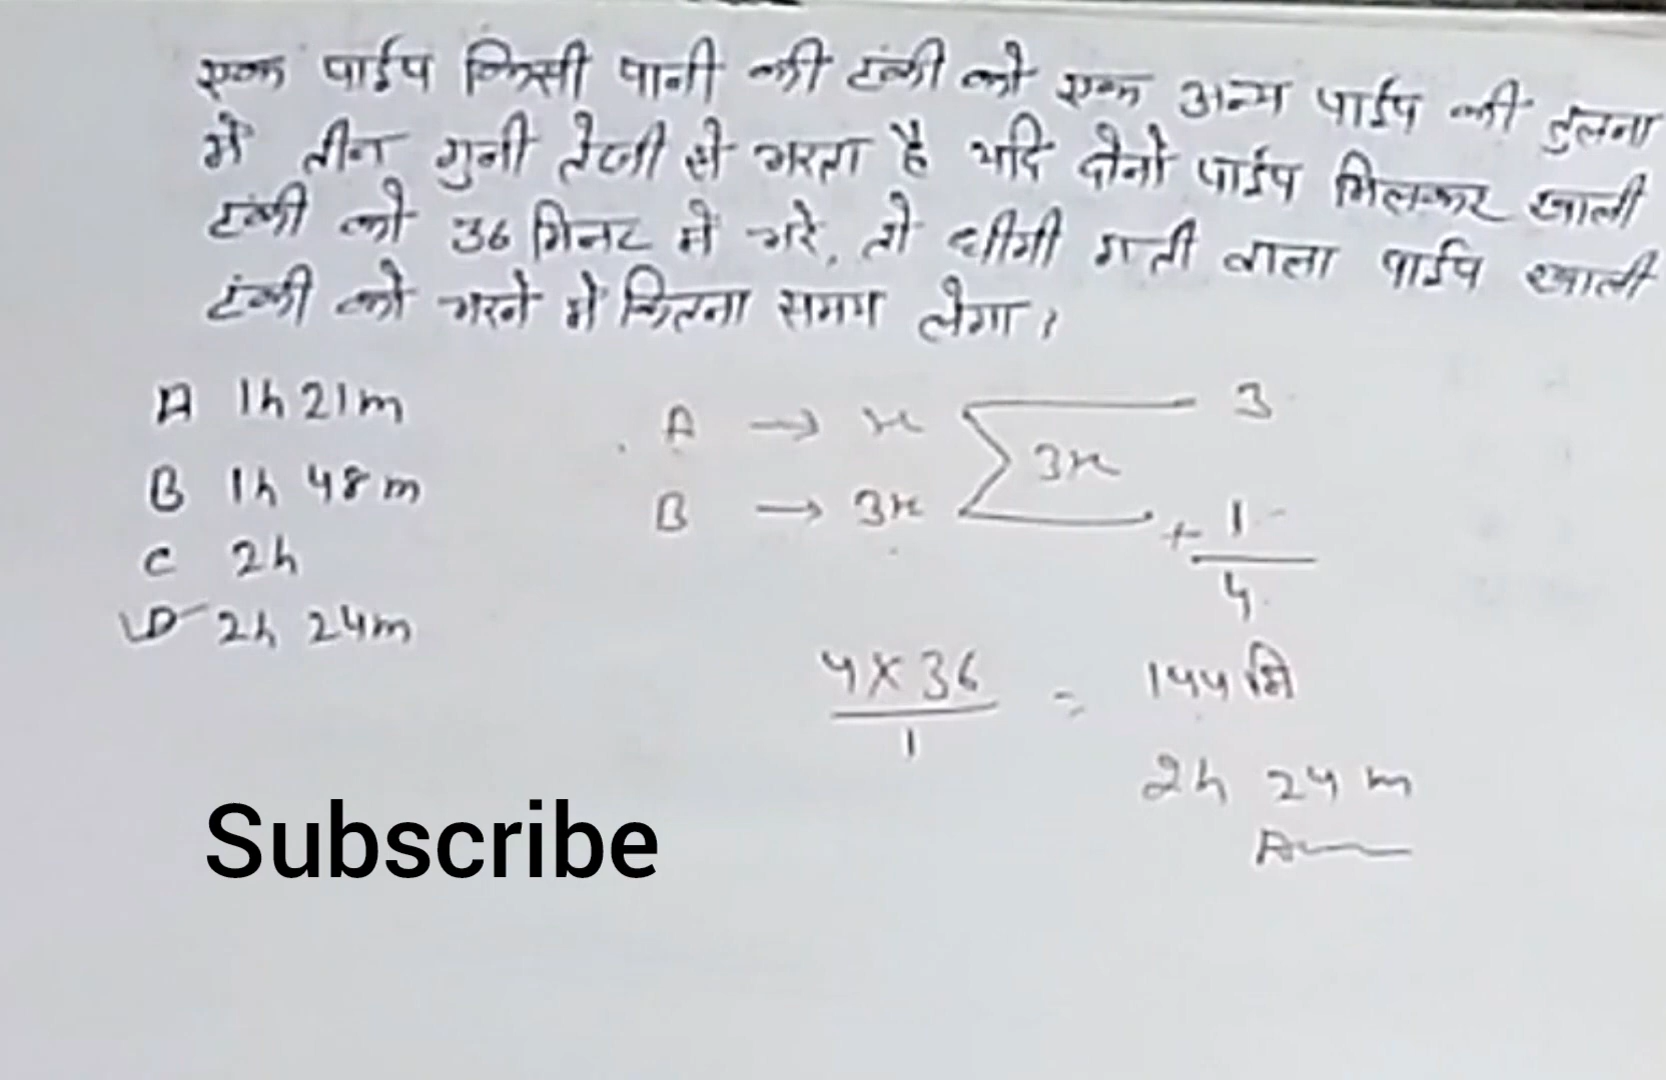 एक पाईप किसी पानी की टंकी को एक अन्य पाईप की तुलना
में तीन गुनी तेजी से भरता है यदि दोनो पाईप मिलकर खाली
टंकी को 36 मिनट में भरे, तो धीमी गती वाला पाईप खाली
टंकी को भरने में कितना समय लेगा?
A 1h 21m
B 1h 48m
C 2h
D 2h 24m
A → x 3
3x
B → 3x + 1
4
4 x 36
1
= 144 मि
2h 24 m
Subscribe